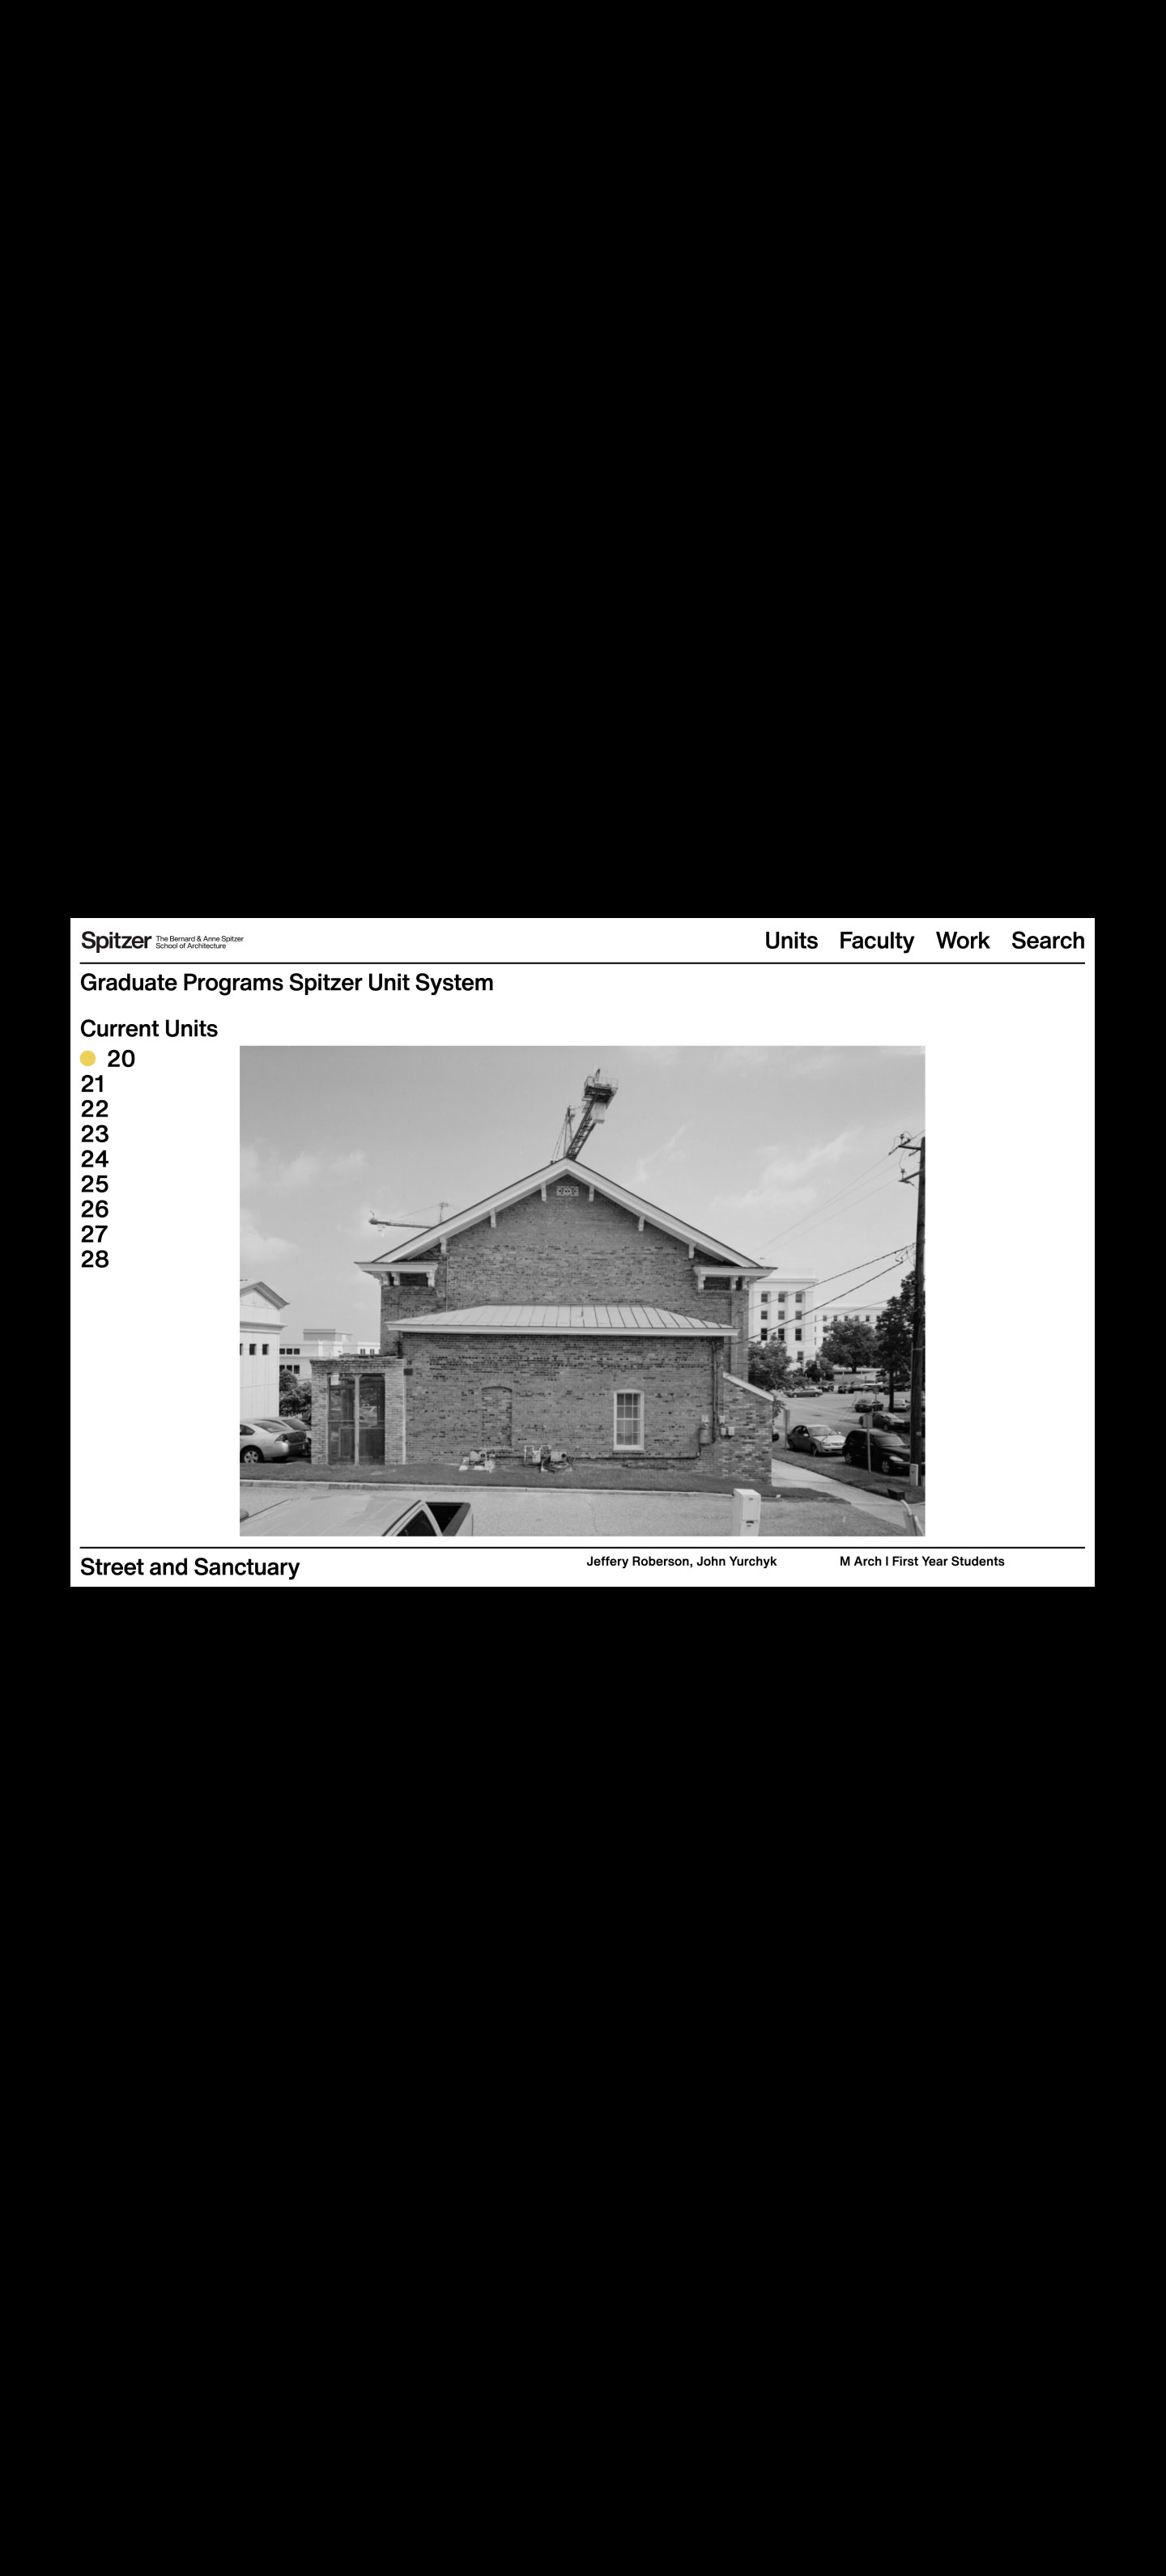 Spitzer
The Bernard & Anne Spitzer
School of Architecture
Units Faculty Work Search
Graduate Programs Spitzer Unit System
Current Units
20
21
22
23
24
25
26
27
28
Street and Sanctuary
Jeffery Roberson, John Yurchyk
M Arch I First Year Students